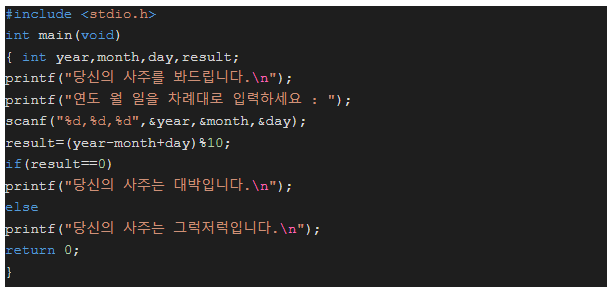 #include <stdio.h>
int main(void)
{ int year,month,day,result;
printf("당신의 사주를 봐드립니다.\n");
printf("연도 월 일을 차례대로 입력하세요 : ");
scanf("%d,%d,%d",&year,&month,&day);
result=(year-month+day)%10;
if(result==0)
printf("당신의 사주는 대박입니다.\n");
else
printf("당신의 사주는 그럭저럭입니다.\n");
return 0;
}